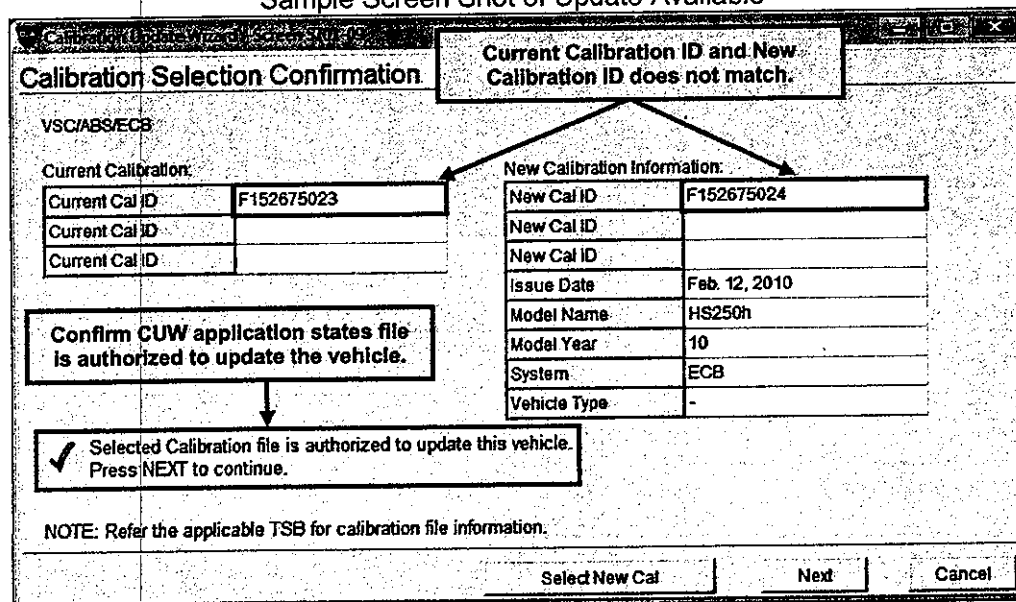 Sample Screen Shot of Update Available
Calibration Selection Confirmation
Current Calibration ID and New
Calibration ID does not match.
VSC/ABS/ECB
Current Calibration:
Current Cal ID F152675023
Current Cal ID
Current Cal ID
New Calibration Information:
New Cal ID F152675024
New Cal ID
New Cal ID
Issue Date Feb. 12, 2010
Model Name HS250h
Model Year 10
System ECB
Vehicle Type -
Confirm CUW application states file
is authorized to update the vehicle.
✓ Selected Calibration file is authorized to update this vehicle.
Press NEXT to continue.
NOTE: Refer the applicable TSB for calibration file information.
Select New Cal Next Cancel